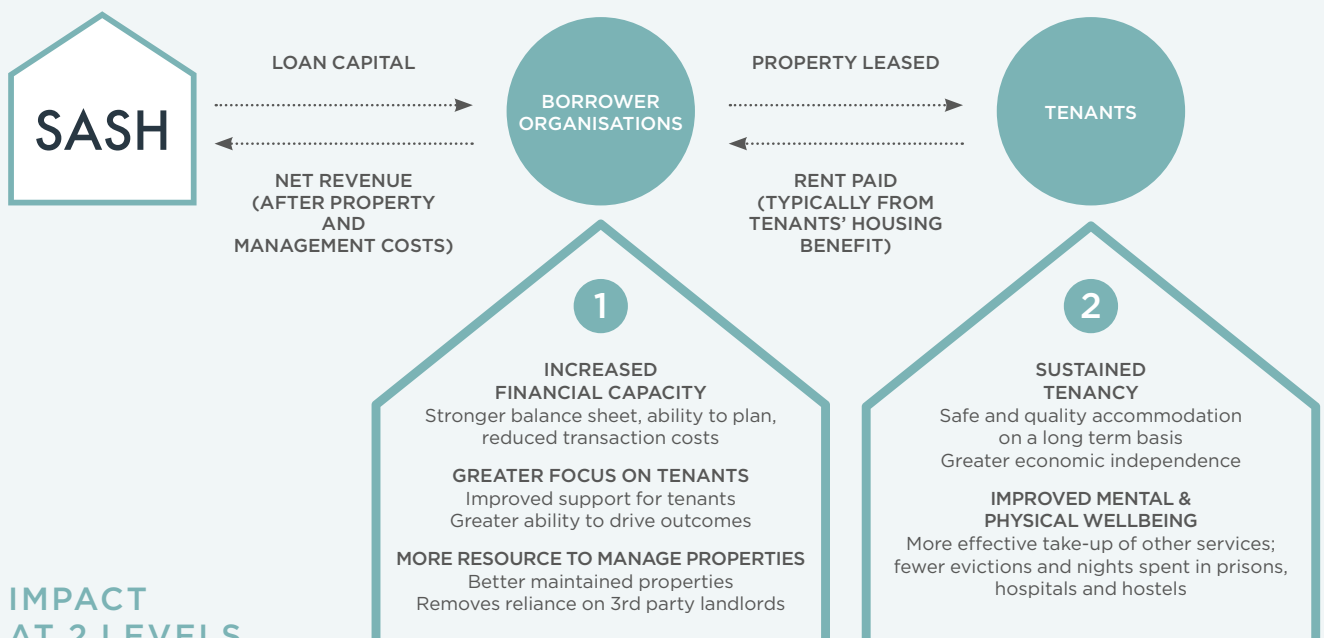 SASH
LOAN CAPITAL
NET REVENUE
(AFTER PROPERTY
AND
MANAGEMENT COSTS)
BORROWER
ORGANISATIONS
PROPERTY LEASED
RENT PAID
(TYPICALLY FROM
TENANTS’ HOUSING
BENEFIT)
TENANTS
1
INCREASED
FINANCIAL CAPACITY
Stronger balance sheet, ability to plan,
reduced transaction costs
GREATER FOCUS ON TENANTS
Improved support for tenants
Greater ability to drive outcomes
MORE RESOURCE TO MANAGE PROPERTIES
Better maintained properties
Removes reliance on 3rd party landlords
2
SUSTAINED
TENANCY
Safe and quality accommodation
on a long term basis
Greater economic independence
IMPROVED MENTAL &
PHYSICAL WELLBEING
More effective take-up of other services;
fewer evictions and nights spent in prisons,
hospitals and hostels
IMPACT
AT 2 LEVELS